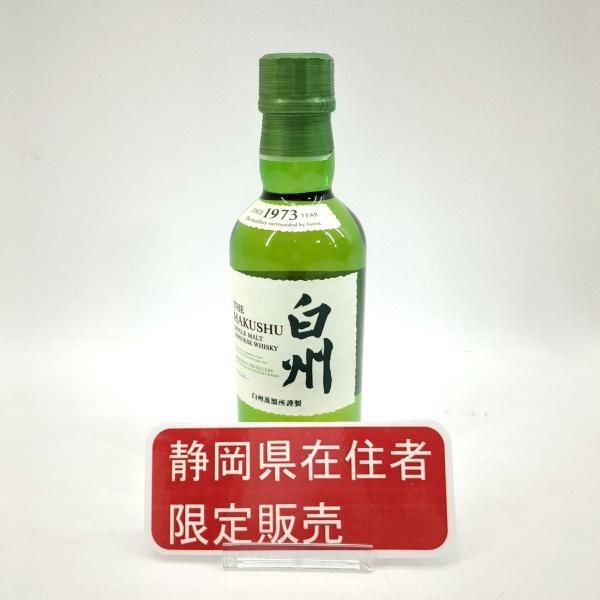 SINCE 1973 YEAR
The distillery surrounded by forest
THE
HAKUSHU
SINGLE MALT
JAPANESE WHISKY
白州
白州蒸溜所謹製
静岡県在住者
限定販売